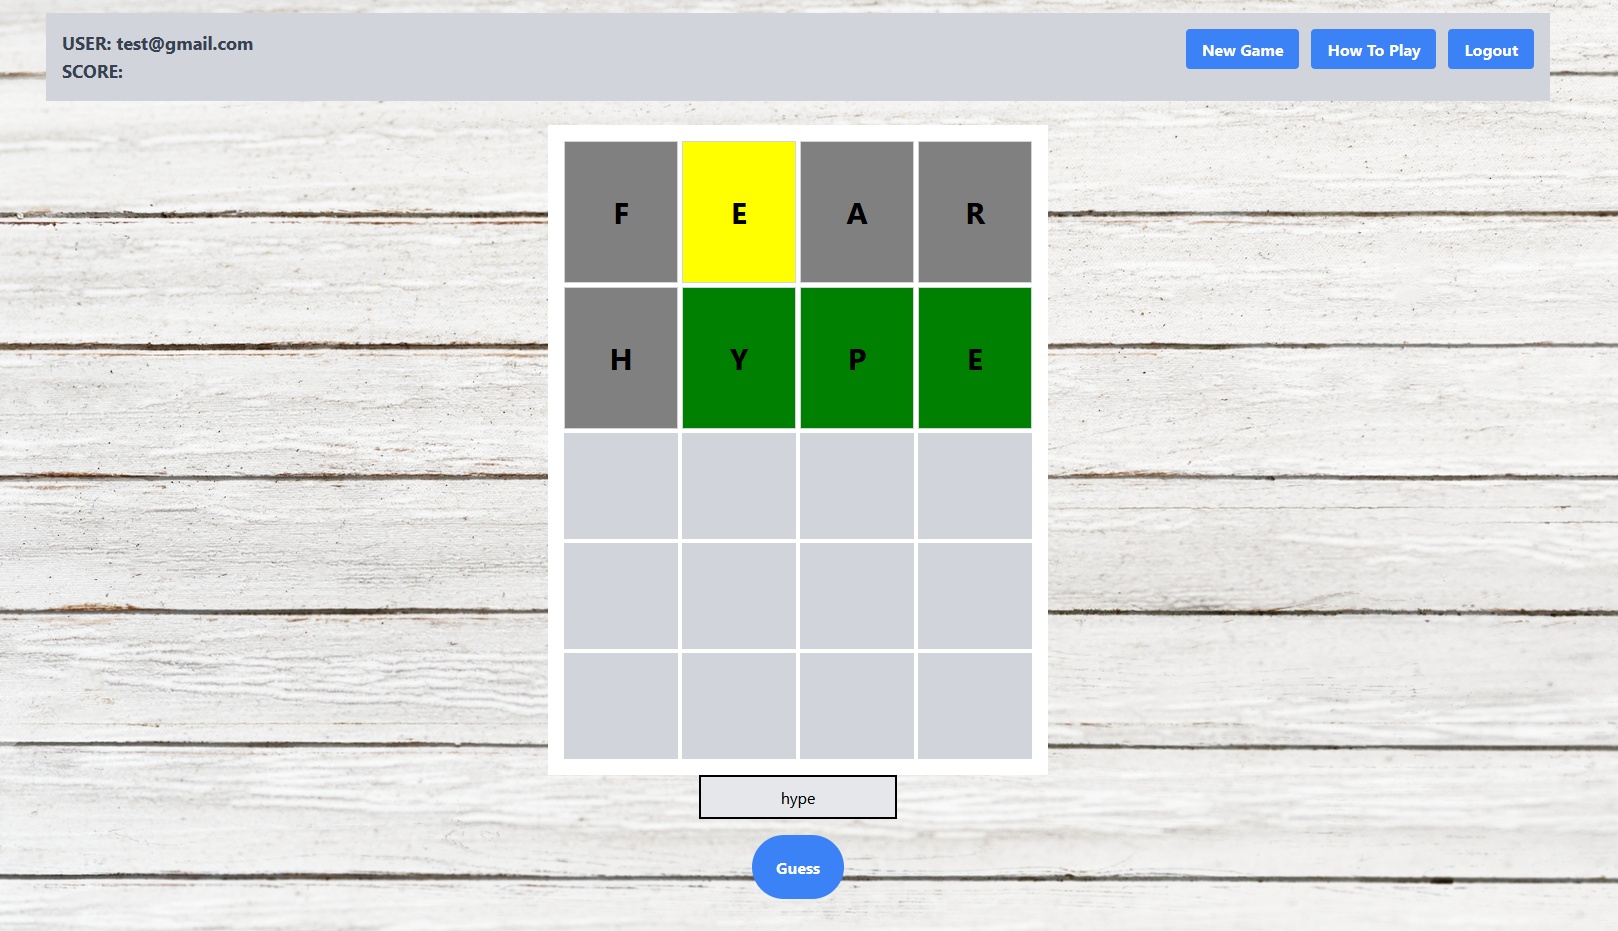 USER: test@gmail.com
SCORE:
New Game How To Play Logout
F E A R
H Y P E
hype
Guess